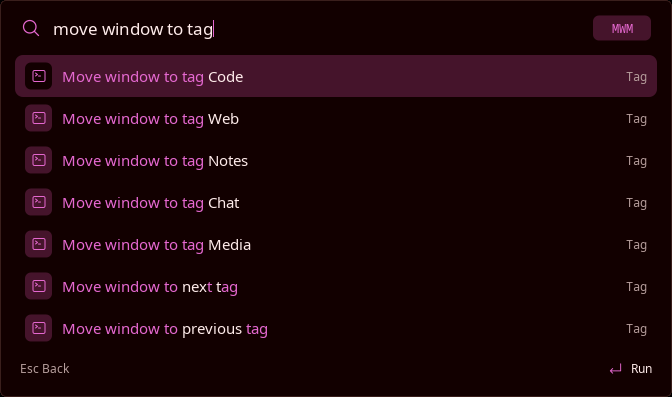 move window to tag MWM
Move window to tag Code Tag
Move window to tag Web Tag
Move window to tag Notes Tag
Move window to tag Chat Tag
Move window to tag Media Tag
Move window to next tag Tag
Move window to previous tag Tag
Esc Back Run